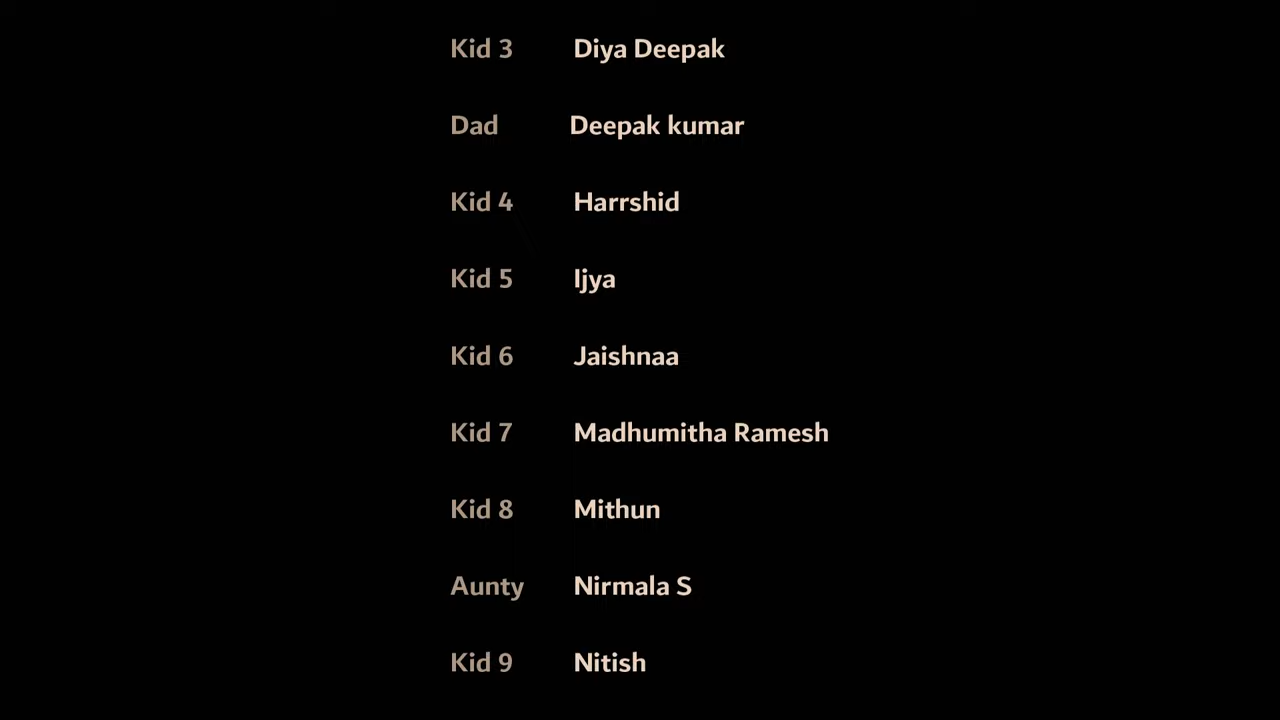 Kid 3 Diya Deepak
Dad Deepak kumar
Kid 4 Harrshid
Kid 5 Ijya
Kid 6 Jaishnaa
Kid 7 Madhumitha Ramesh
Kid 8 Mithun
Aunty Nirmala S
Kid 9 Nitish